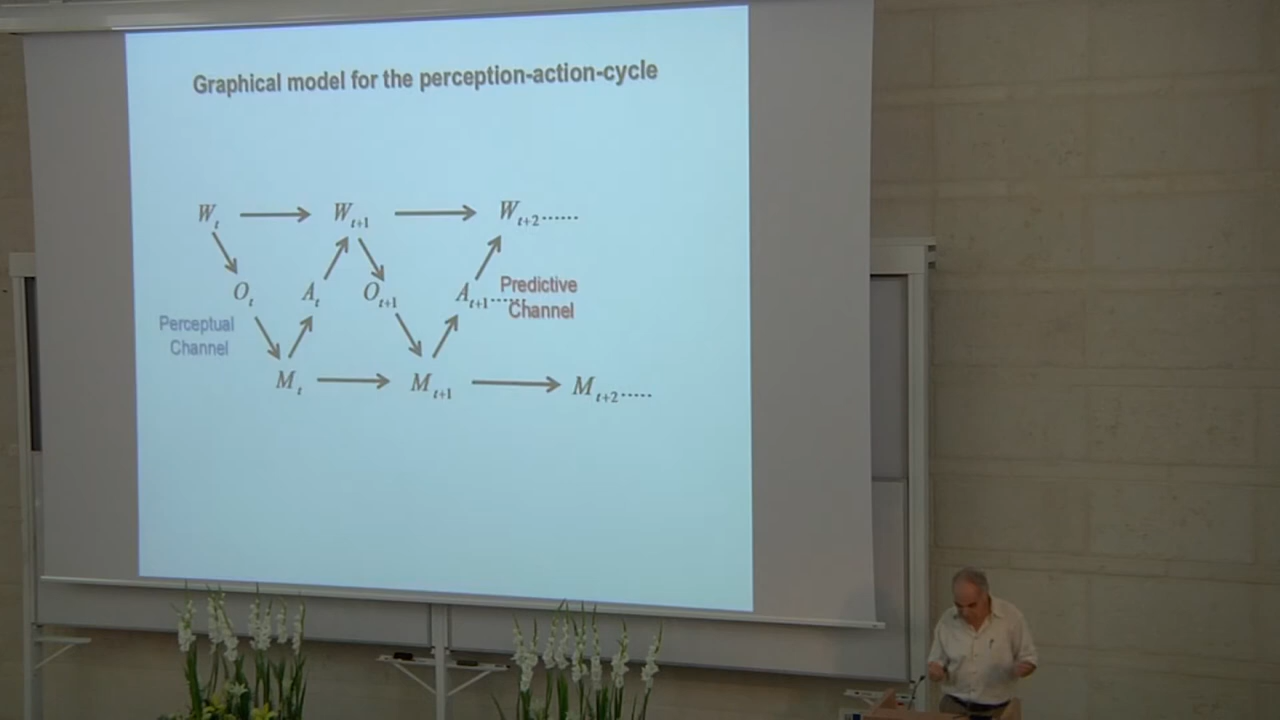 Graphical model for the perception-action-cycle
W_t W_{t+1} W_{t+2}......
O_t A_t O_{t+1} A_{t+1}......
Predictive
Channel
Perceptual
Channel
M_t M_{t+1} M_{t+2}.....